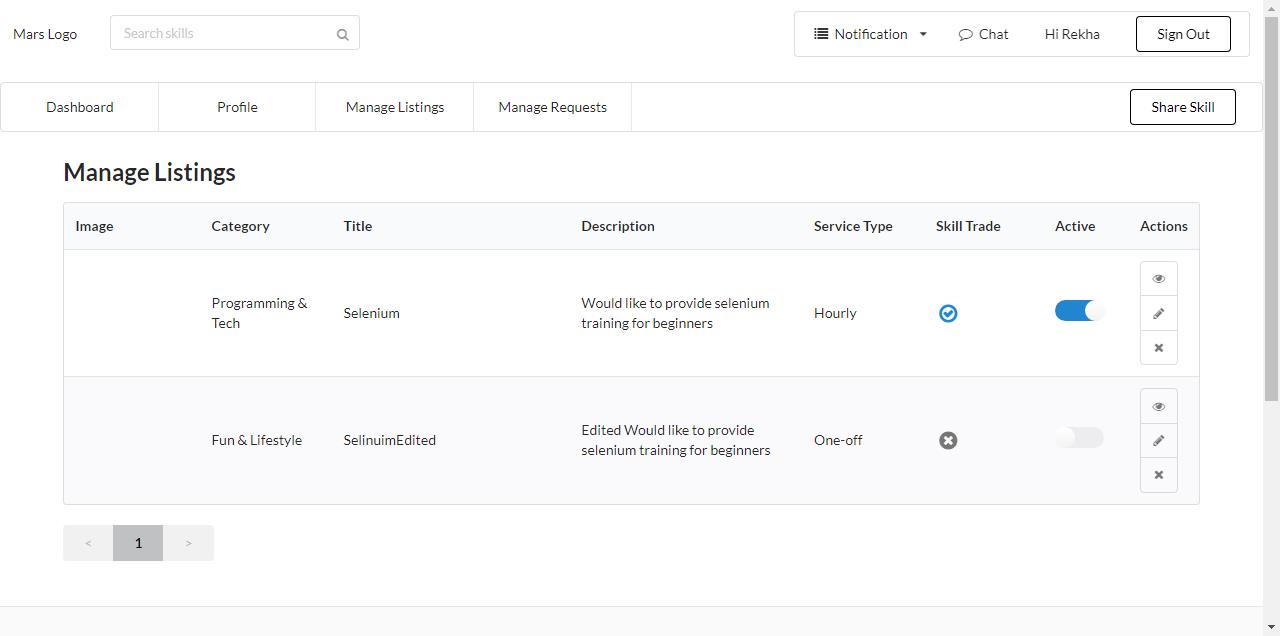 Mars Logo
Search skills
Notification
Chat
Hi Rekha
Sign Out
Dashboard
Profile
Manage Listings
Manage Requests
Share Skill
Manage Listings
Image
Category
Title
Description
Service Type
Skill Trade
Active
Actions
Programming &
Tech
Selenium
Would like to provide selenium
training for beginners
Hourly
Fun & Lifestyle
SelinuimEdited
Edited Would like to provide
selenium training for beginners
One-off
<
1
>